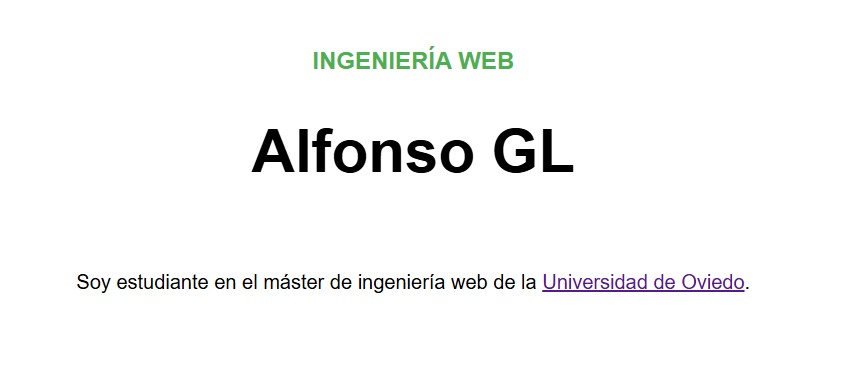 INGENIERÍA WEB
Alfonso GL
Soy estudiante en el máster de ingeniería web de la Universidad de Oviedo.